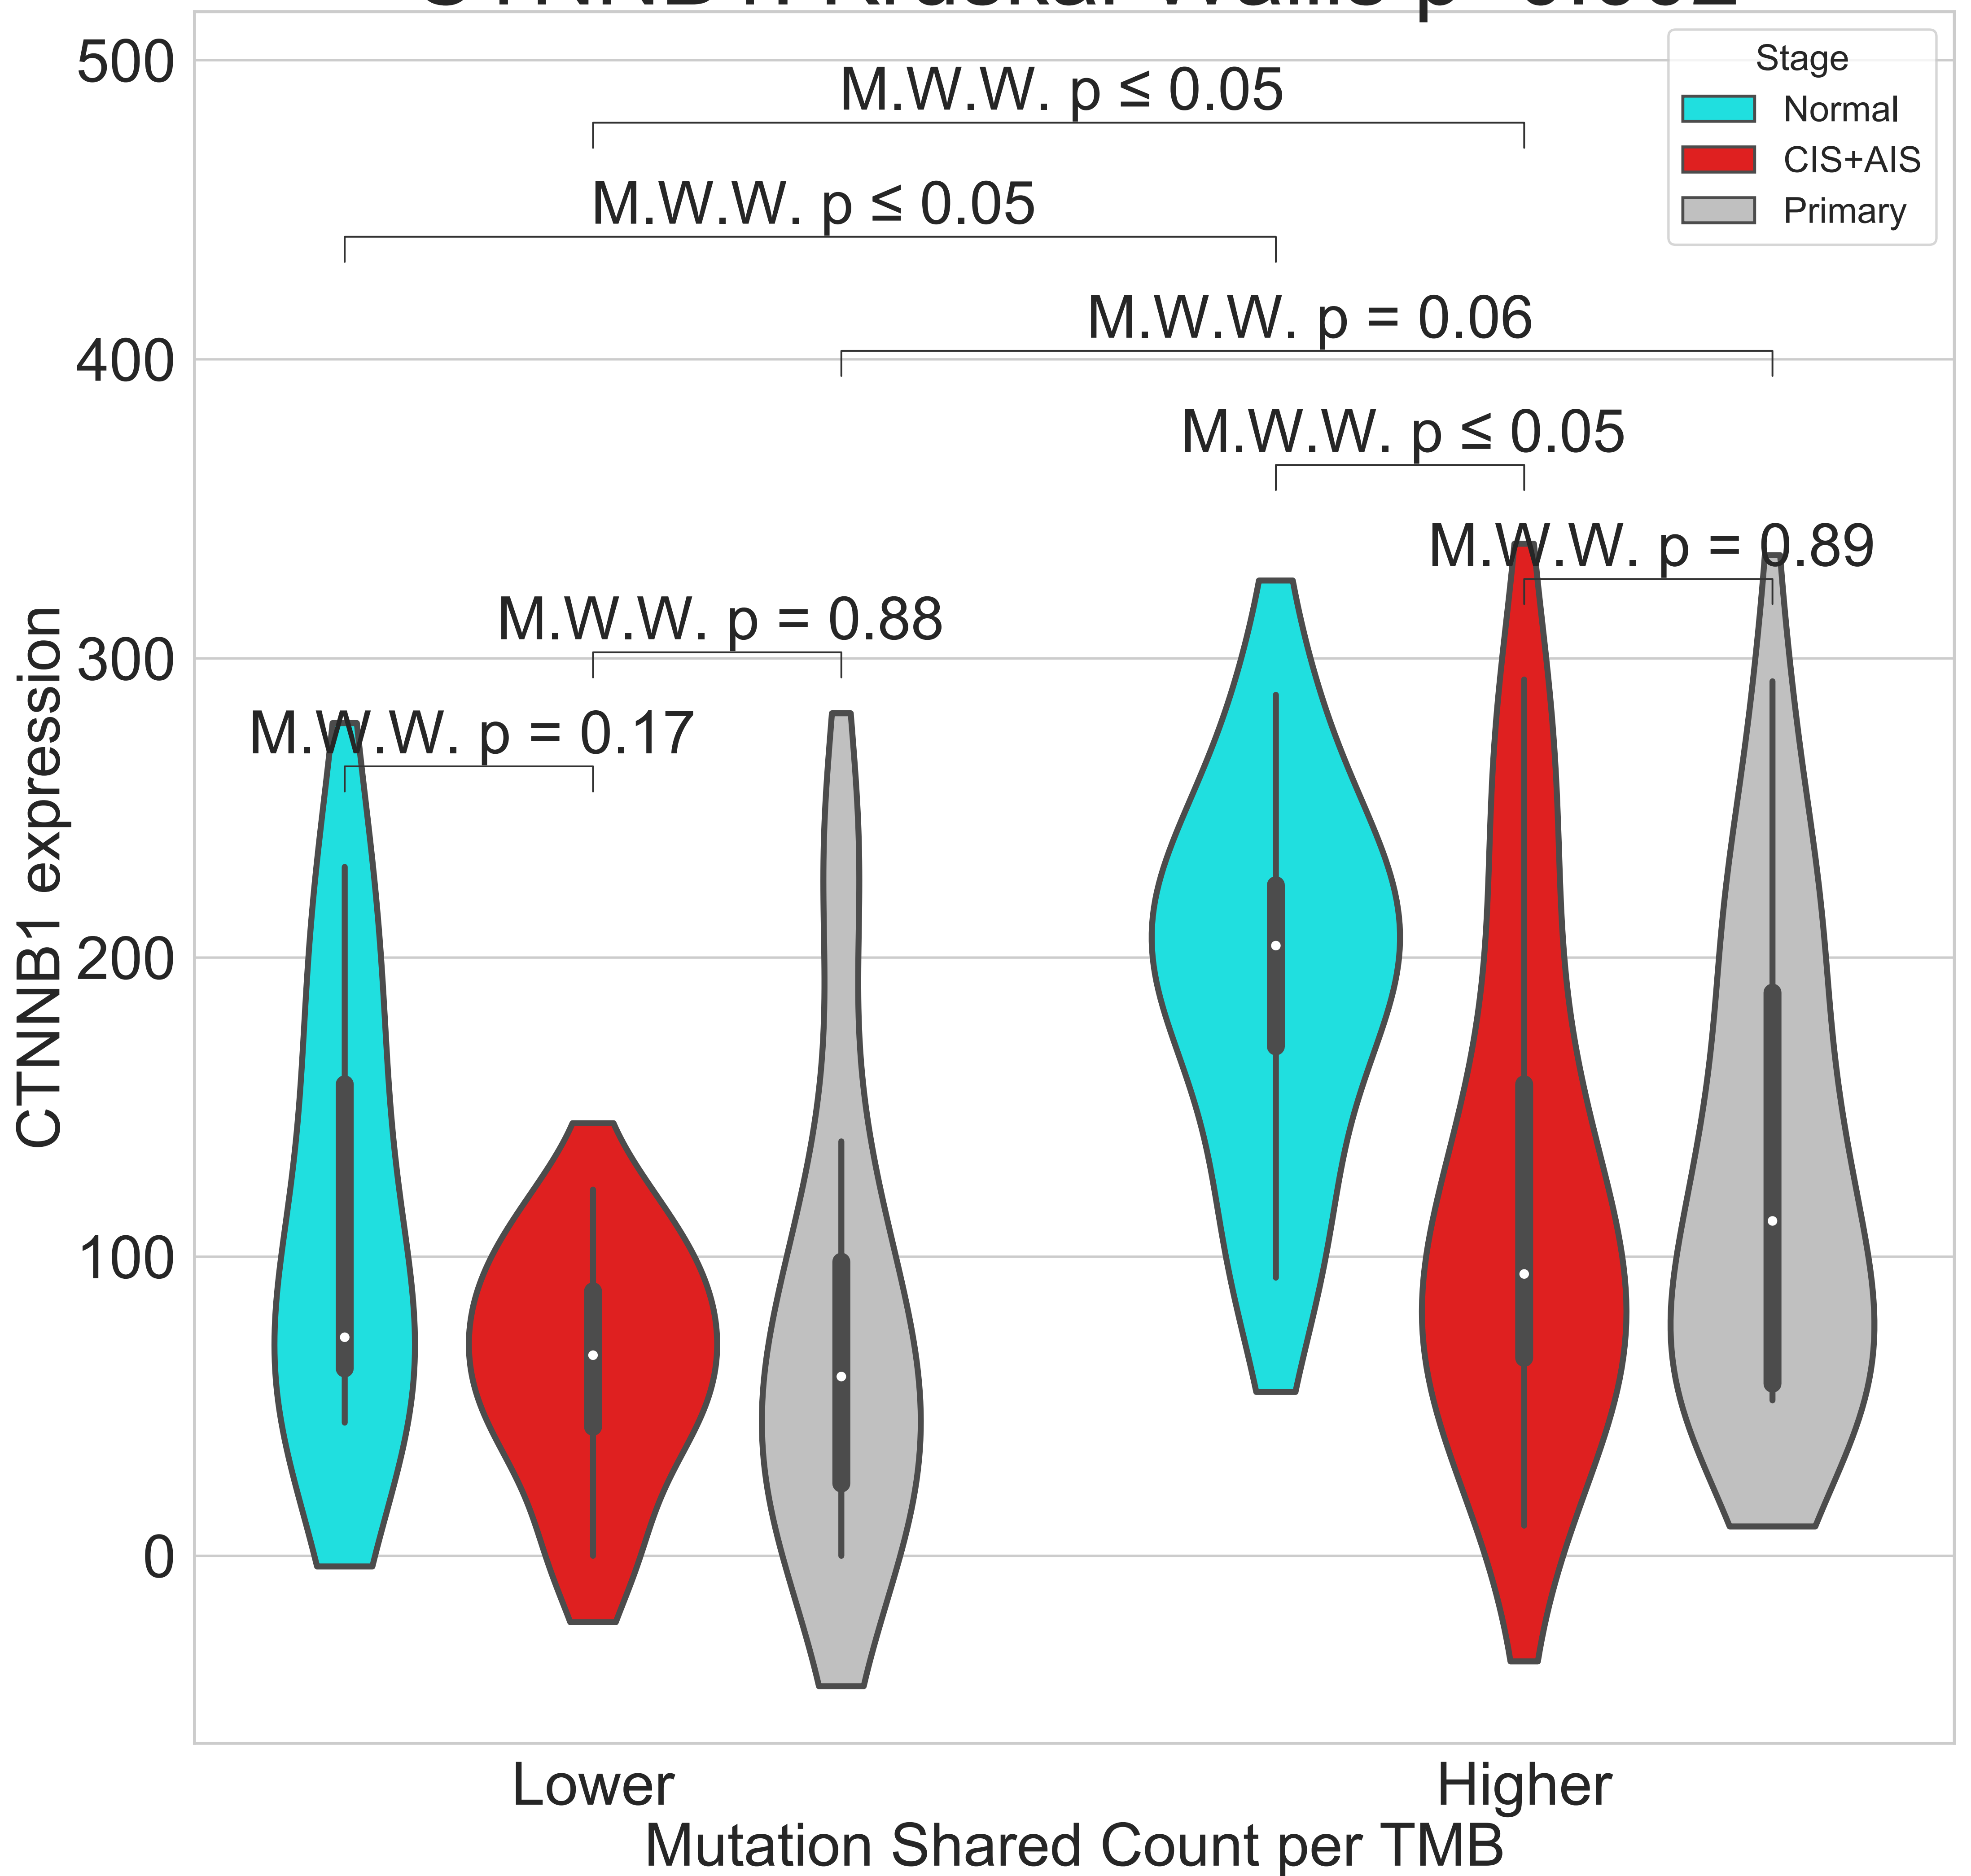 500
M.W.W. p ≤ 0.05
Stage
Normal
CIS+AIS
Primary
M.W.W. p ≤ 0.05
M.W.W. p = 0.06
400
M.W.W. p ≤ 0.05
M.W.W. p = 0.89
M.W.W. p = 0.88
300
M.W.W. p = 0.17
CTNNB1 expression
200
100
0
Lower
Higher
Mutation Shared Count per TMB